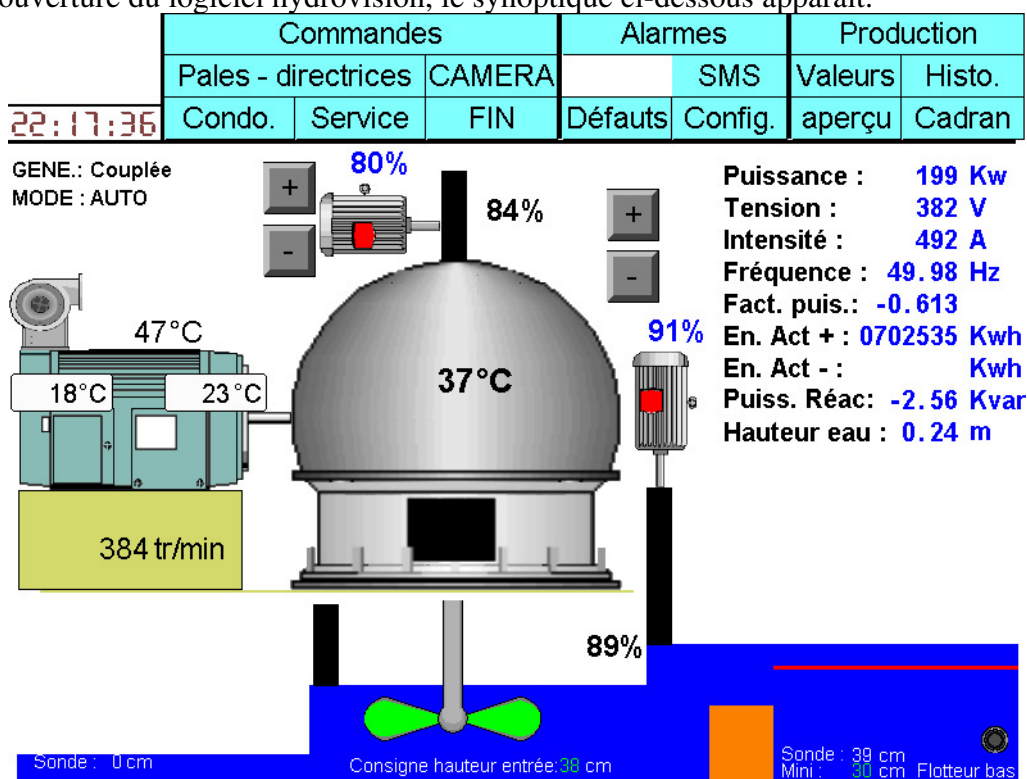 ouverture du logiciel hydrovision, le synoptique ci-dessous apparaît.
Commandes Alarmes Production
Pales - directrices CAMERA SMS Valeurs Histo.
22:17:36 Condo. Service FIN Défauts Config. aperçu Cadran
GENE.: Couplée
MODE : AUTO
+
-
80%
84%
+
-
Puissance : 199 Kw
Tension : 382 V
Intensité : 492 A
Fréquence : 49.98 Hz
Fact. puis.: -0.613
En. Act + : 0702535 Kwh
En. Act - : Kwh
Puiss. Réac: -2.56 Kvar
Hauteur eau : 0.24 m
47°C
18°C 23°C
37°C
91%
384 tr/min
89%
Sonde : 0 cm
Consigne hauteur entrée:38 cm
Sonde : 39 cm
Mini : 30 cm Flotteur bas